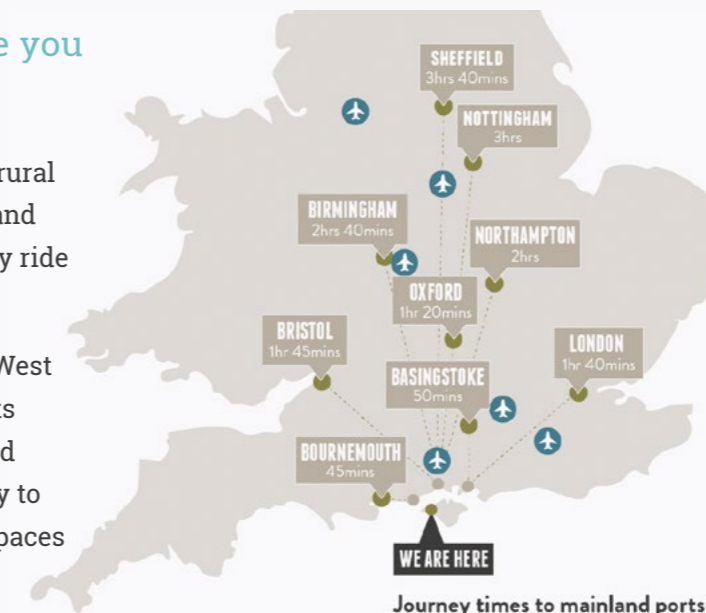 e you
rural
and
y ride
West
ts
d
y to
paces
SHEFFIELD
3hrs 40mins
NOTTINGHAM
3hrs
BIRMINGHAM
2hrs 40mins
NORTHAMPTON
2hrs
OXFORD
1hr 20mins
BRISTOL
1hr 45mins
LONDON
1hr 40mins
BASINGSTOKE
50mins
BOURNEMOUTH
45mins
WE ARE HERE
Journey times to mainland ports